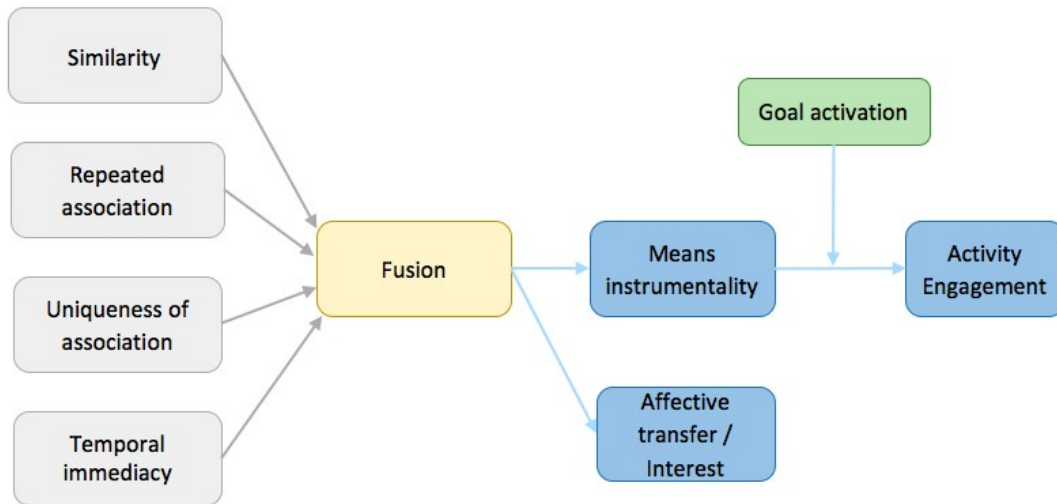 Similarity
Repeated
association
Uniqueness of
association
Temporal
immediacy
Fusion
Goal activation
Means
instrumentality
Activity
Engagement
Affective
transfer /
Interest